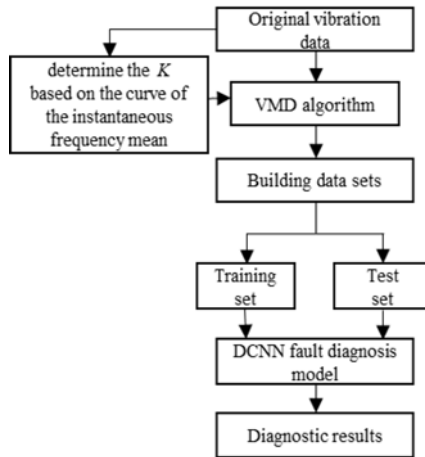 Original vibration
data
determine the K
based on the curve of
the instantaneous
frequency mean
VMD algorithm
Building data sets
Training
set
Test
set
DCNN fault diagnosis
model
Diagnostic results